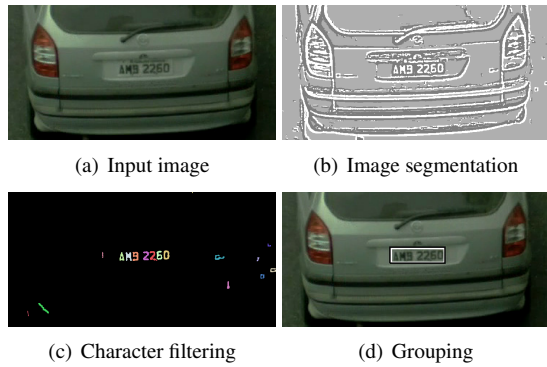 AMB 2260
AMB 2260
(a) Input image
(b) Image segmentation
AMB 2260
AMB 2260
(c) Character filtering
(d) Grouping